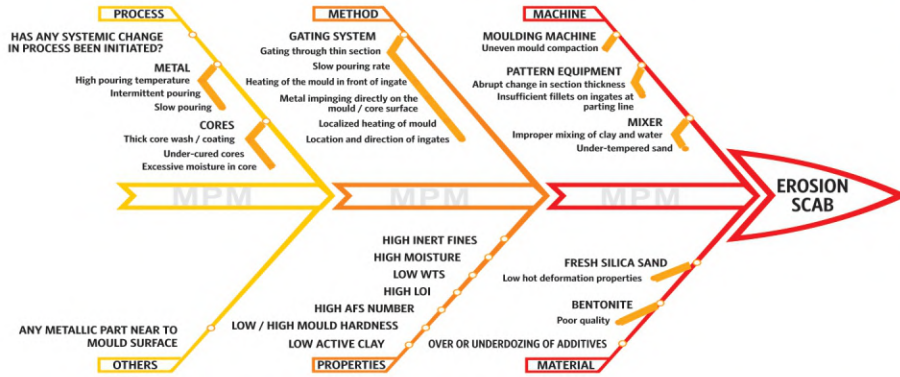 PROCESS
HAS ANY SYSTEMIC CHANGE
IN PROCESS BEEN INITIATED?
METAL
High pouring temperature
Intermittent pouring
Slow pouring
CORES
Thick core wash / coating
Under-cured cores
Excessive moisture in core
METHOD
GATING SYSTEM
Gating through thin section
Slow pouring rate
Heating of the mould in front of ingate
Metal impinging directly on the
mould / core surface
Localized heating of mould
Location and direction of ingates
MACHINE
MOULDING MACHINE
Uneven mould compaction
PATTERN EQUIPMENT
Abrupt change in section thickness
Insufficient fillets on ingates at
parting line
MIXER
Improper mixing of clay and water
Under-tempered sand
MPM
MPM
MPM
EROSION
SCAB
ANY METALLIC PART NEAR TO
MOULD SURFACE
OTHERS
HIGH INERT FINES
HIGH MOISTURE
LOW WTS
HIGH LOI
HIGH AFS NUMBER
LOW / HIGH MOULD HARDNESS
LOW ACTIVE CLAY
PROPERTIES
FRESH SILICA SAND
Low hot deformation properties
BENTONITE
Poor quality
OVER OR UNDERDOZING OF ADDITIVES
MATERIAL